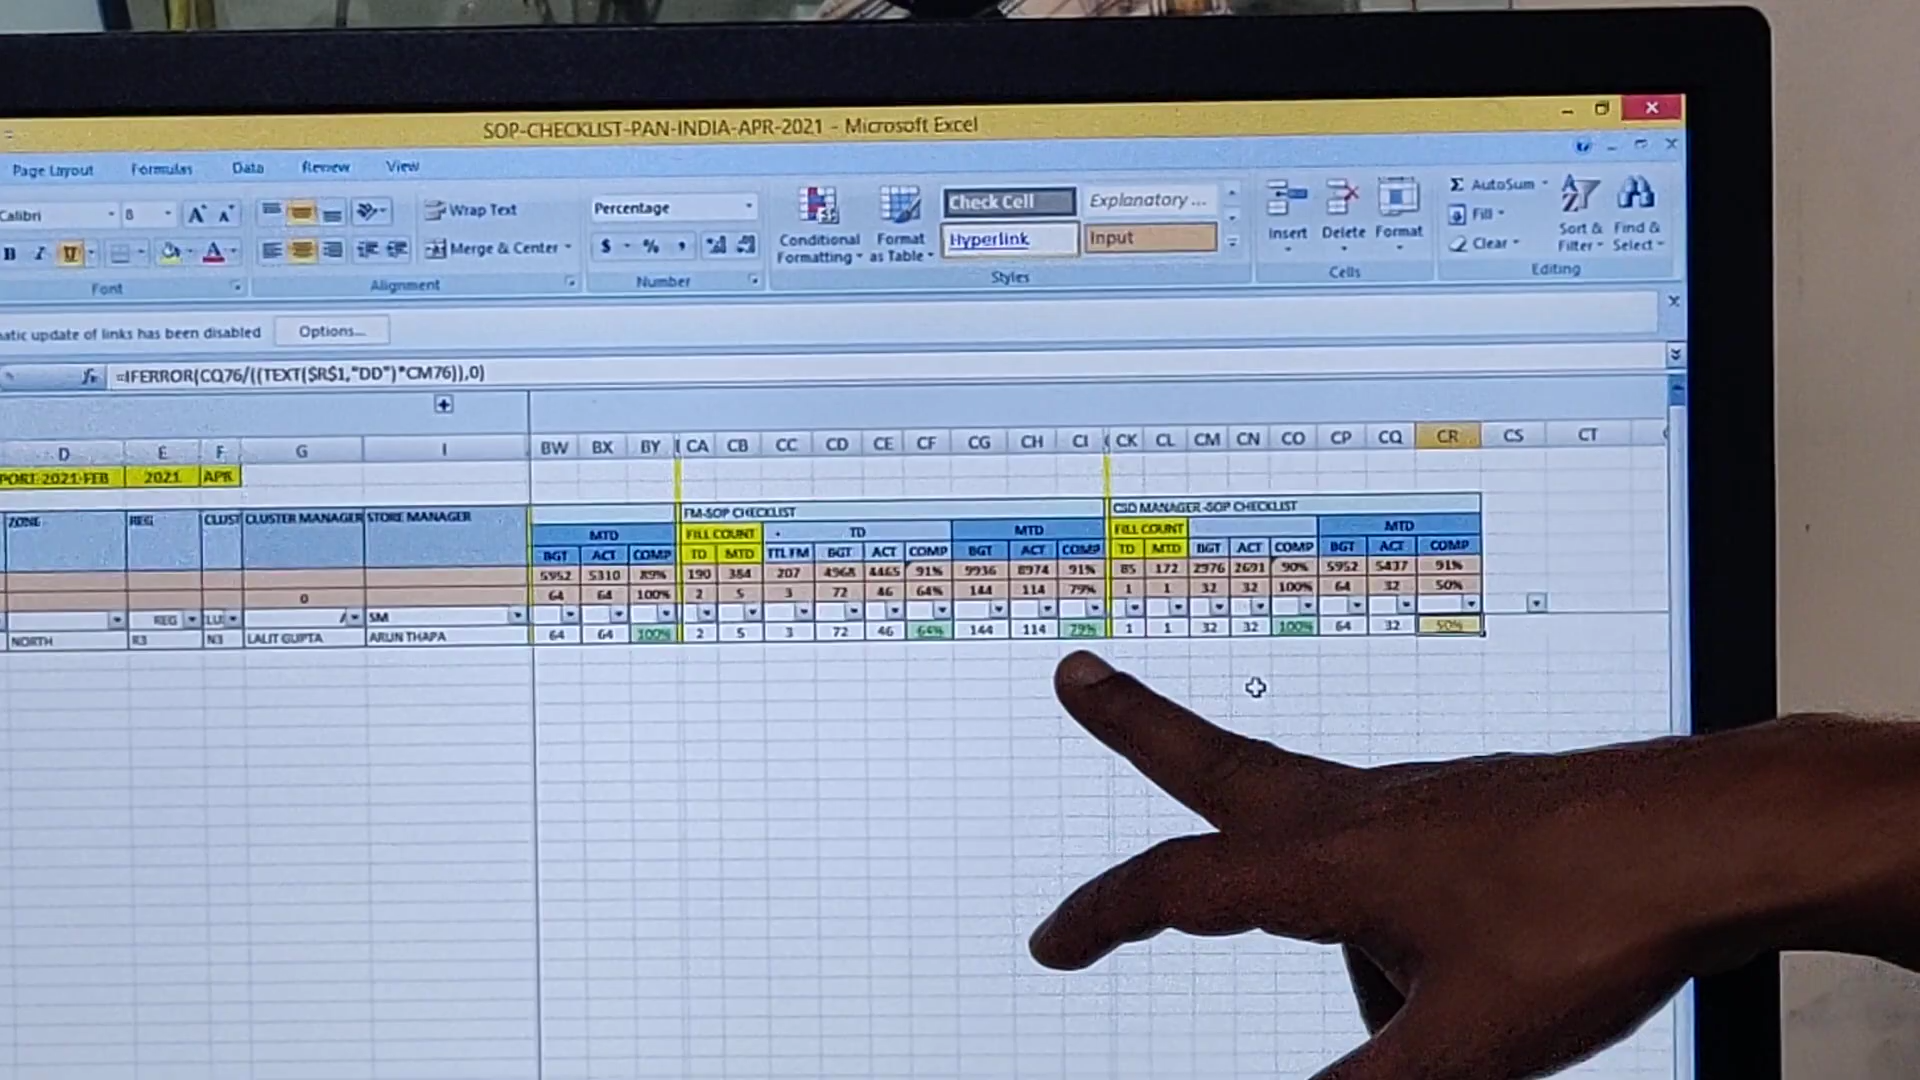 SOP-CHECKLIST-PAN-INDIA-APR-2021 - Microsoft Excel
Page Layout Formulas Data Review View
Calibri 8 Wrap Text Percentage Check Cell Explanatory ... AutoSum
B I U Merge & Center $ % , Conditional Formatting Format as Table Hyperlink Input Insert Delete Format Fill Clear Sort & Filter Find & Select
Font Alignment Number Styles Cells Editing
atic update of links has been disabled Options...
fx =IFERROR(CQ76/((TEXT($R$1,"DD")*CM76)),0)
D E F G I BW BX BY CA CB CC CD CE CF CG CH CI CK CL CM CN CO CP CQ CR CS CT
PORT-2021-FEB 2021 APR
FM-SOP CHECKLIST CSD MANAGER -SOP CHECKLIST
ZONE REG CLUST CLUSTER MANAGER STORE MANAGER
MTD FILL COUNT TD MTD FILL COUNT MTD
BGT ACT COMP TD MTD TTL FM BGT ACT COMP BGT ACT COMP TD MTD BGT ACT COMP BGT ACT COMP
5952 5310 89% 190 384 207 4968 4465 91% 9936 8974 91% 85 172 2976 2691 90% 5952 5437 91%
0 64 64 100% 2 5 3 72 46 64% 144 114 79% 1 1 32 32 100% 64 32 50%
REG SM
NORTH R3 N3 LALIT GUPTA ARUN THAPA 64 64 100% 2 5 3 72 46 64% 144 114 79% 1 1 32 32 100% 64 32 50%